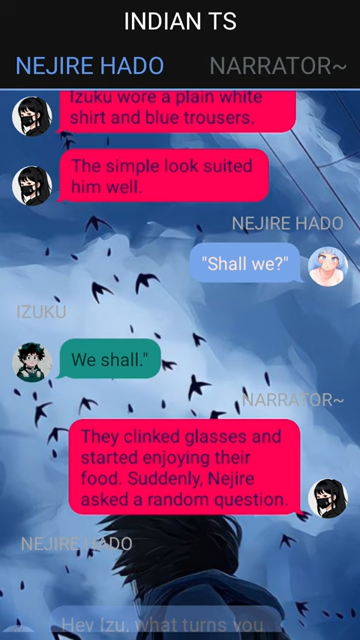 INDIAN TS
NEJIRE HADO NARRATOR~
Izuku wore a plain white
shirt and blue trousers.
The simple look suited
him well.
NEJIRE HADO
"Shall we?"
IZUKU
We shall."
NARRATOR~
They clinked glasses and
started enjoying their
food. Suddenly, Nejire
asked a random question.
NEJIRE HADO
Hey Izu, what turns you